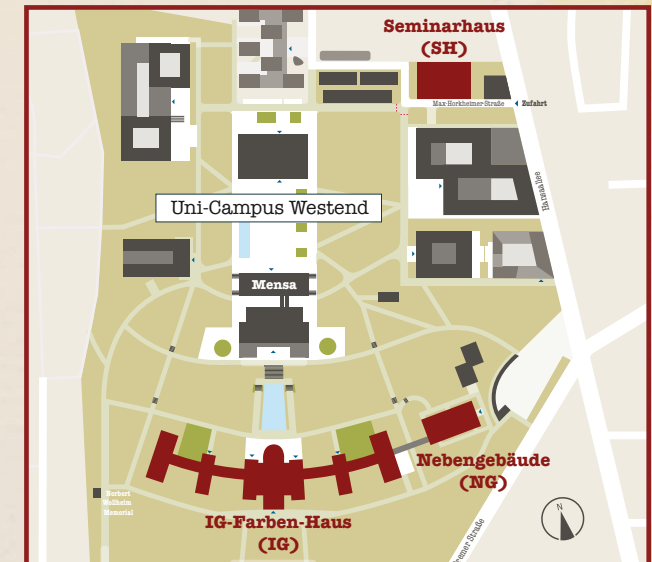 Seminarhaus
(SH)
Max-Horkheimer-Straße
Zufahrt
Hansaallee
Uni-Campus Westend
Mensa
Nebengebäude
(NG)
Norbert
Wollheim
Memorial
IG-Farben-Haus
(IG)
N